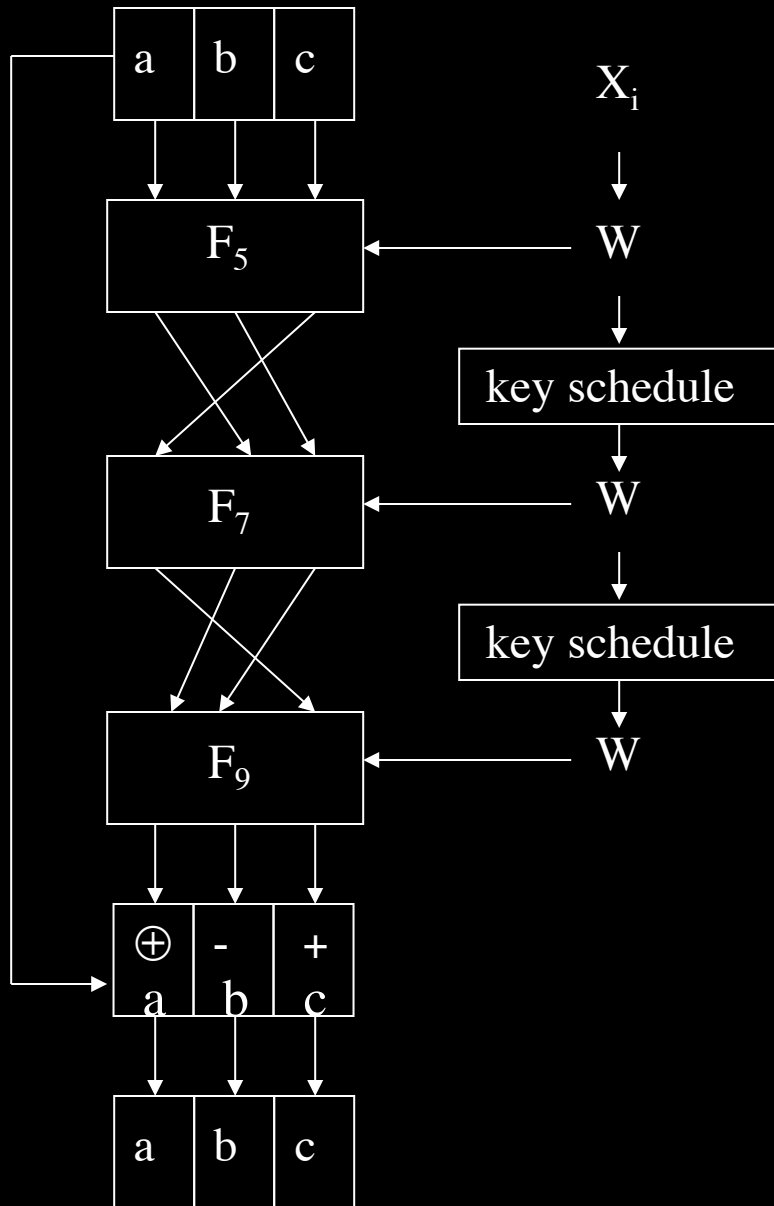 a b c
Xᵢ
F₅
W
key schedule
F₇
W
key schedule
F₉
W
⊕ - +
a b c
a b c